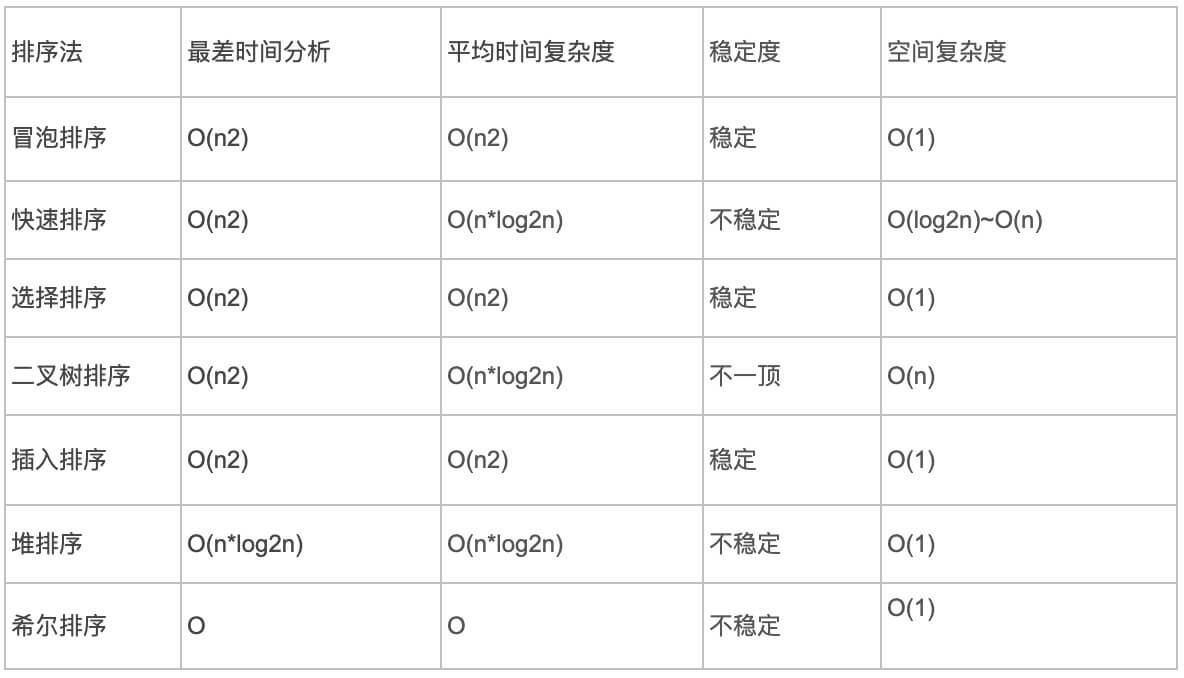 排序法 最差时间分析 平均时间复杂度 稳定度 空间复杂度
冒泡排序 O(n2) O(n2) 稳定 O(1)
快速排序 O(n2) O(n*log2n) 不稳定 O(log2n)~O(n)
选择排序 O(n2) O(n2) 稳定 O(1)
二叉树排序 O(n2) O(n*log2n) 不一顶 O(n)
插入排序 O(n2) O(n2) 稳定 O(1)
堆排序 O(n*log2n) O(n*log2n) 不稳定 O(1)
希尔排序 O O 不稳定 O(1)